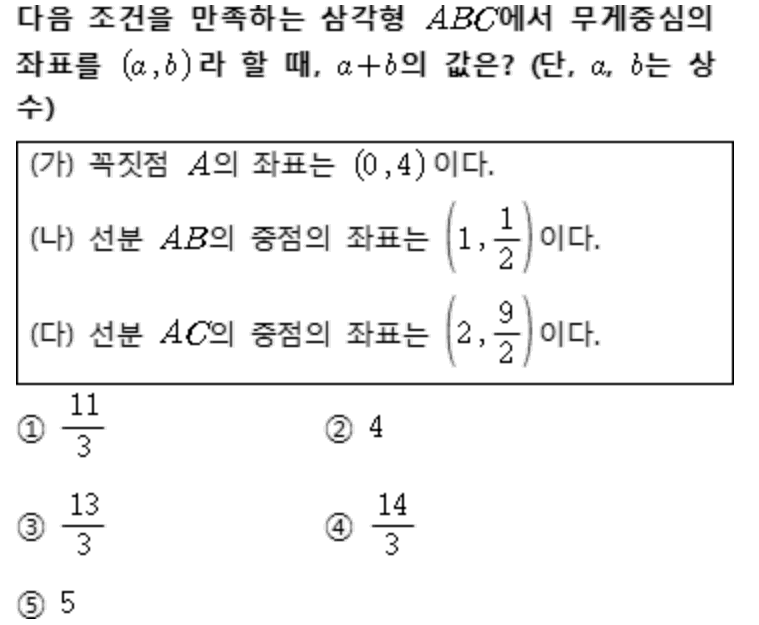 다음 조건을 만족하는 삼각형 ABC에서 무게중심의
좌표를 (a,b)라 할 때, a+b의 값은? (단, a, b는 상
수)
(가) 꼭짓점 A의 좌표는 (0,4)이다.
(나) 선분 AB의 중점의 좌표는 (1, 1/2)이다.
(다) 선분 AC의 중점의 좌표는 (2, 9/2)이다.
① 11/3 ② 4
③ 13/3 ④ 14/3
⑤ 5